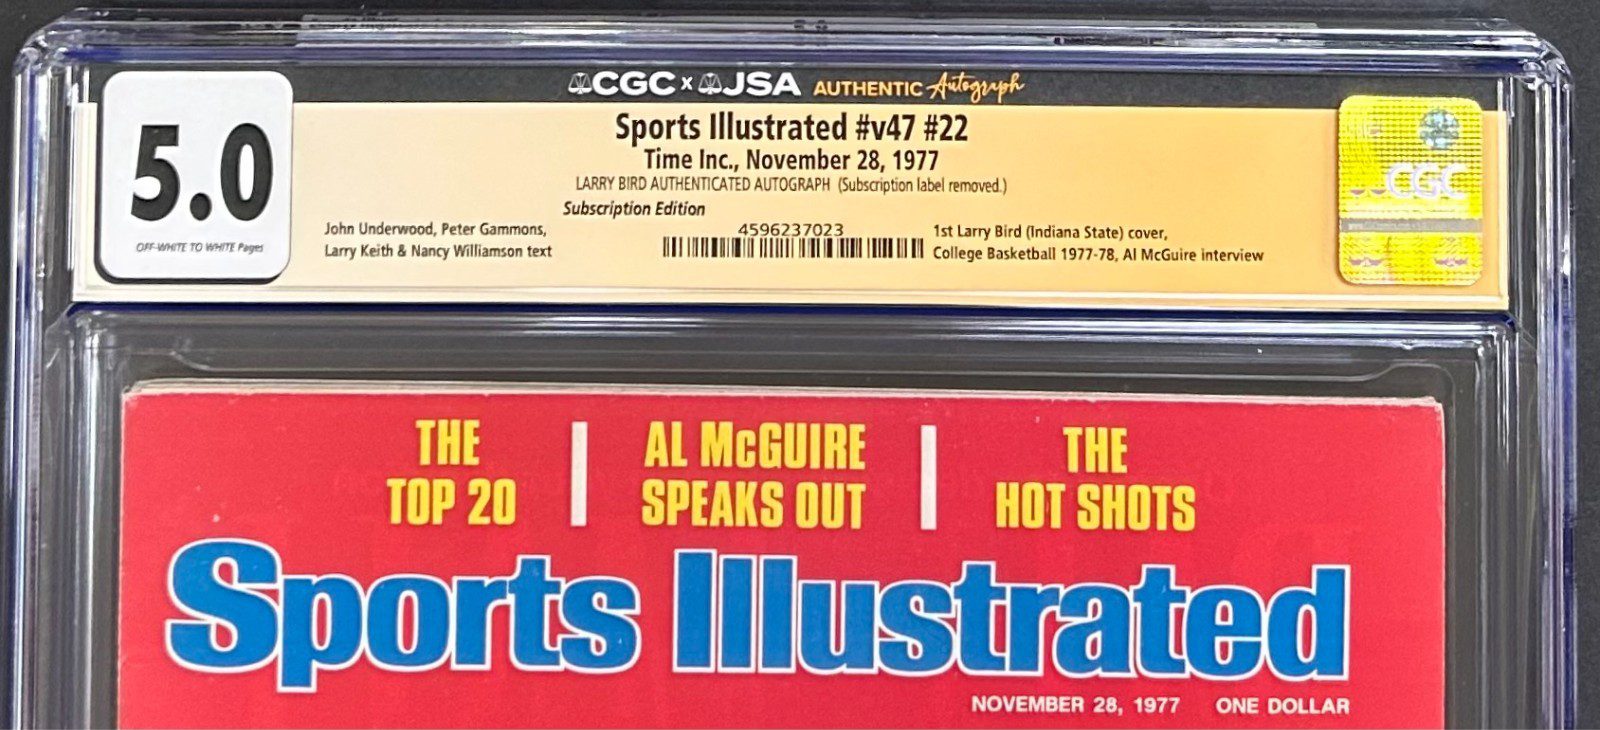 CGC x JSA AUTHENTIC Autograph
5.0
OFF-WHITE TO WHITE Pages
Sports Illustrated #v47 #22
Time Inc., November 28, 1977
LARRY BIRD AUTHENTICATED AUTOGRAPH (Subscription label removed.)
Subscription Edition
John Underwood, Peter Gammons,
Larry Keith & Nancy Williamson text
4596237023
1st Larry Bird (Indiana State) cover,
College Basketball 1977-78, Al McGuire interview
CGC
THE
TOP 20
AL McGUIRE
SPEAKS OUT
THE
HOT SHOTS
Sports Illustrated
NOVEMBER 28, 1977 ONE DOLLAR